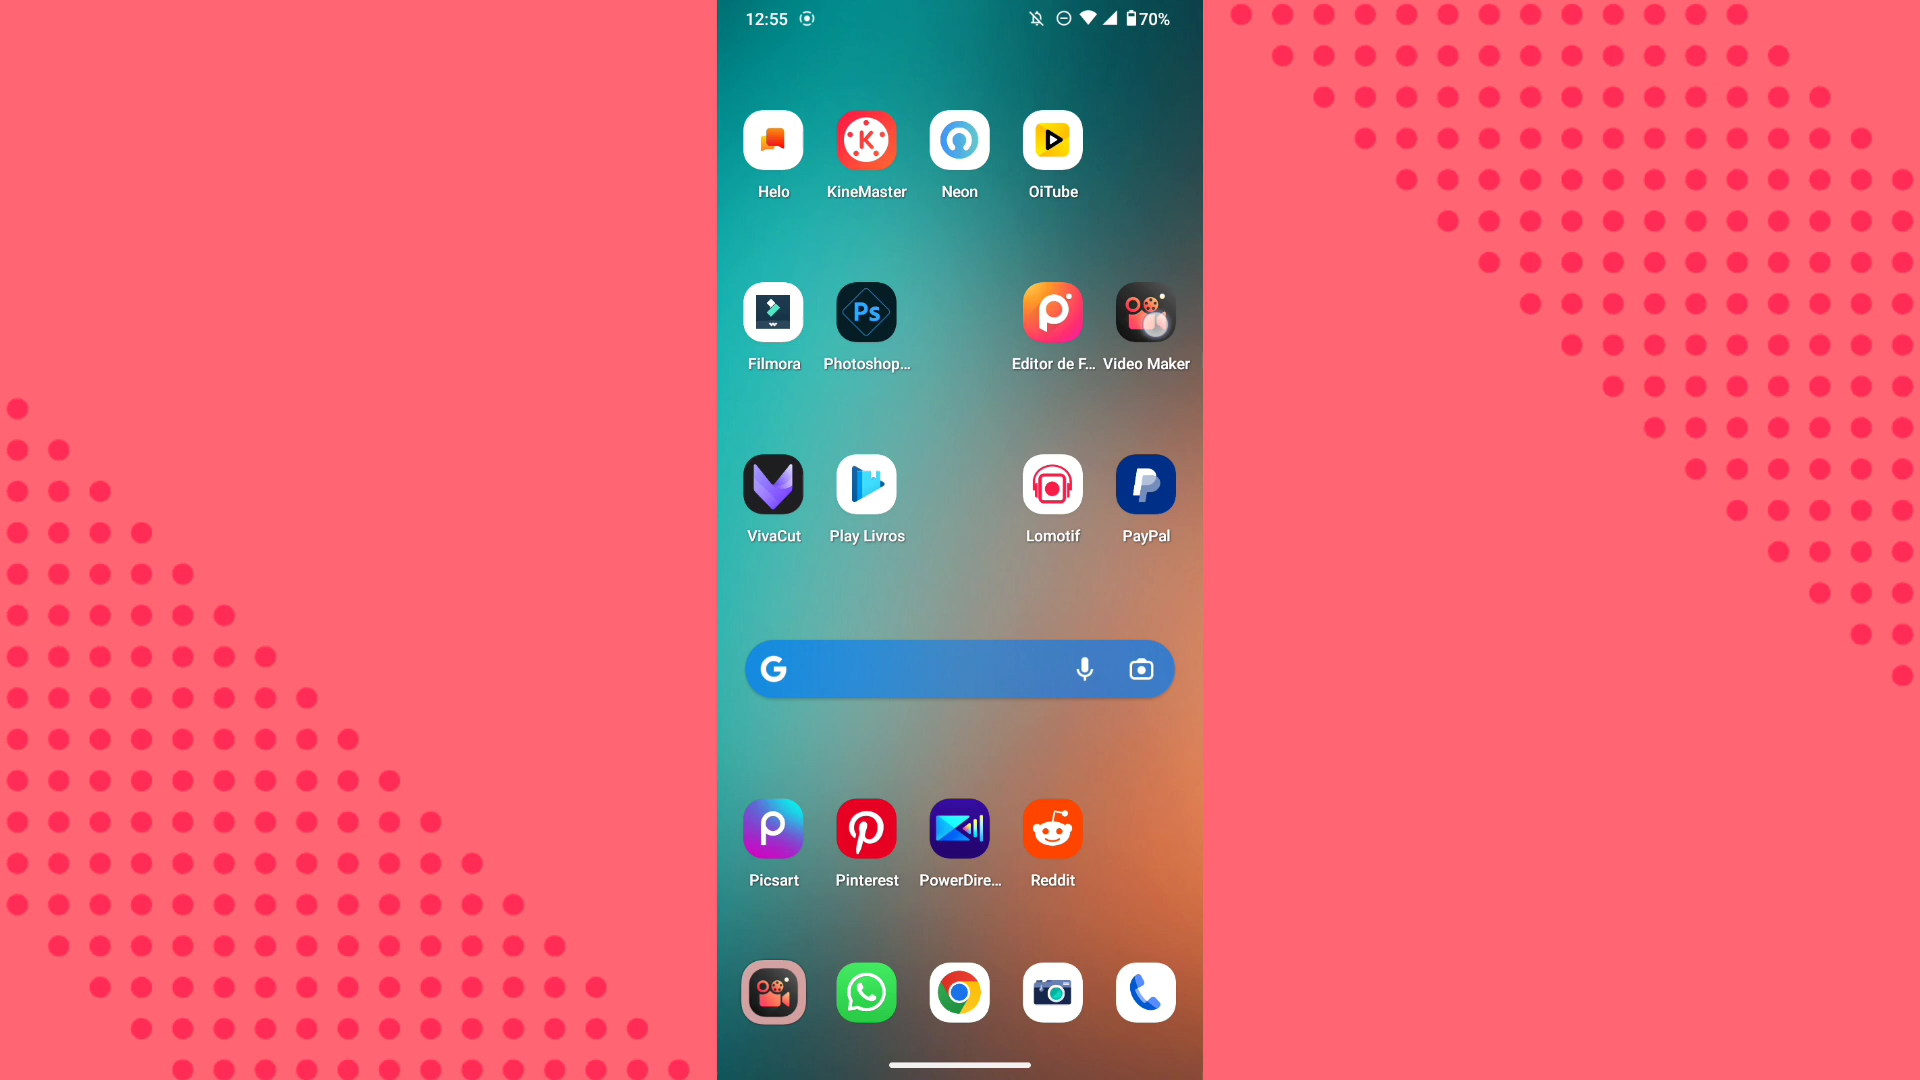 12:55 70%
Helo KineMaster Neon OiTube
Ps
Filmora Photoshop... Editor de F... Video Maker
VivaCut Play Livros Lomotif PayPal
G
Picsart Pinterest PowerDire... Reddit